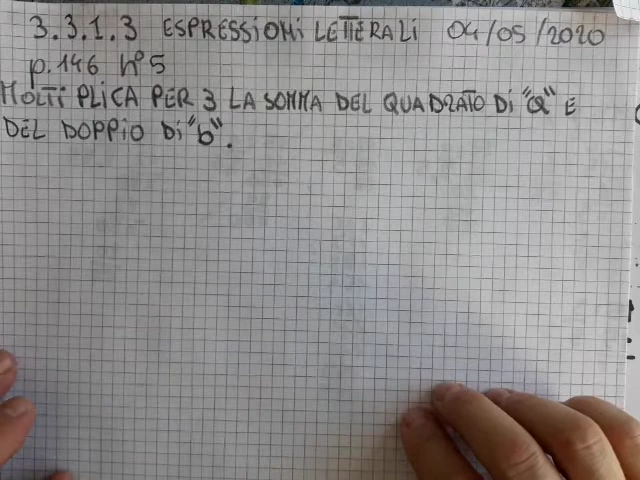 3.3.1.3 ESPRESSIONI LETTERALI 04/05/2020
p.146 n°5
MOLTIPLICA PER 3 LA SOMMA DEL QUADRATO DI "a" E
DEL DOPPIO DI "b".